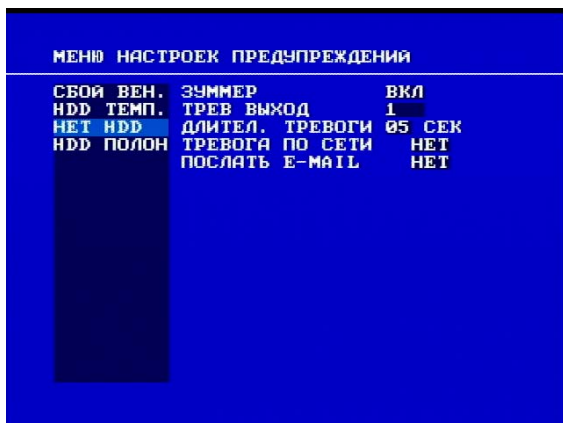 МЕНЮ НАСТРОЕК ПРЕДУПРЕЖДЕНИЙ
СБОЙ ВЕН. ЗУММЕР ВКЛ
HDD ТЕМП. ТРЕВ ВЫХОД 1
НЕТ HDD ДЛИТЕЛ. ТРЕВОГИ 05 СЕК
HDD ПОЛОН ТРЕВОГА ПО СЕТИ НЕТ
ПОСЛАТЬ E-MAIL НЕТ